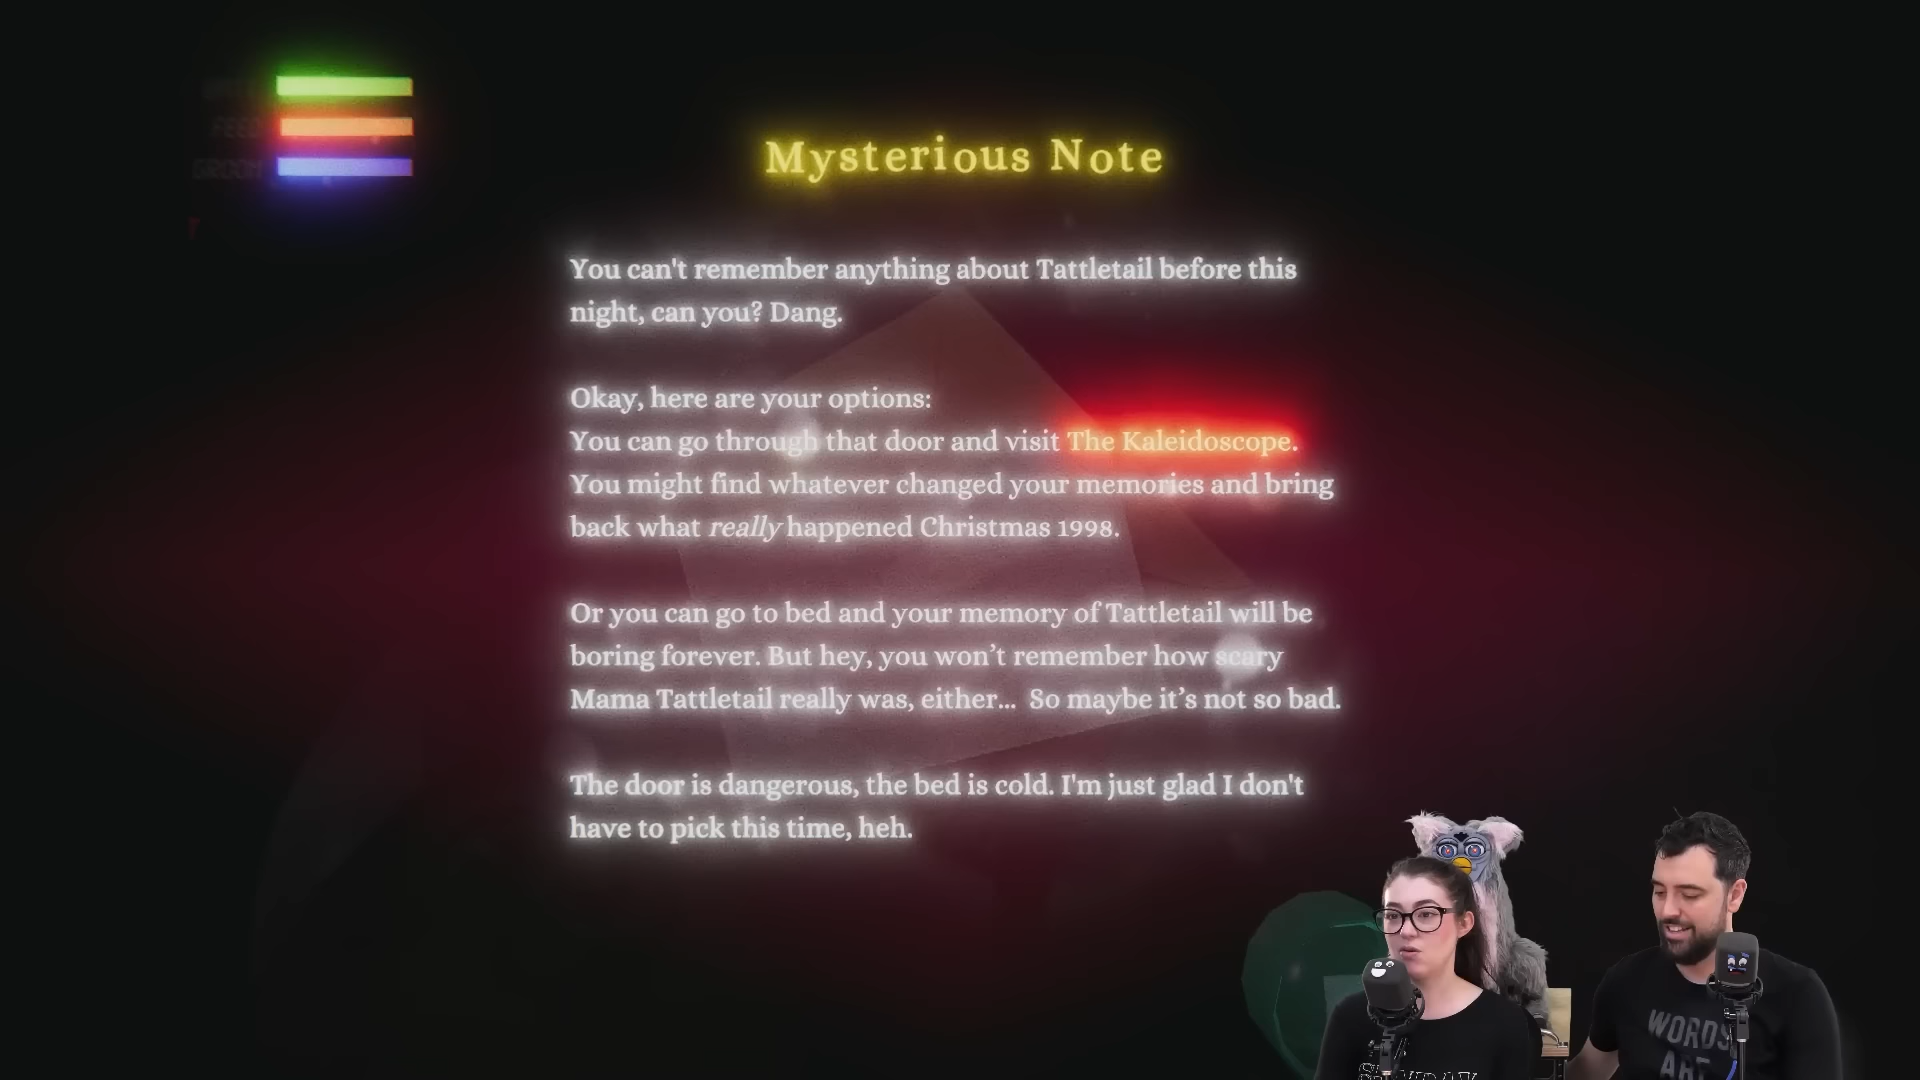 FEED
GROOM
Mysterious Note
You can't remember anything about Tattletail before this
night, can you? Dang.
Okay, here are your options:
You can go through that door and visit The Kaleidoscope.
You might find whatever changed your memories and bring
back what really happened Christmas 1998.
Or you can go to bed and your memory of Tattletail will be
boring forever. But hey, you won’t remember how scary
Mama Tattletail really was, either... So maybe it’s not so bad.
The door is dangerous, the bed is cold. I'm just glad I don't
have to pick this time, heh.
WORDS
ARE